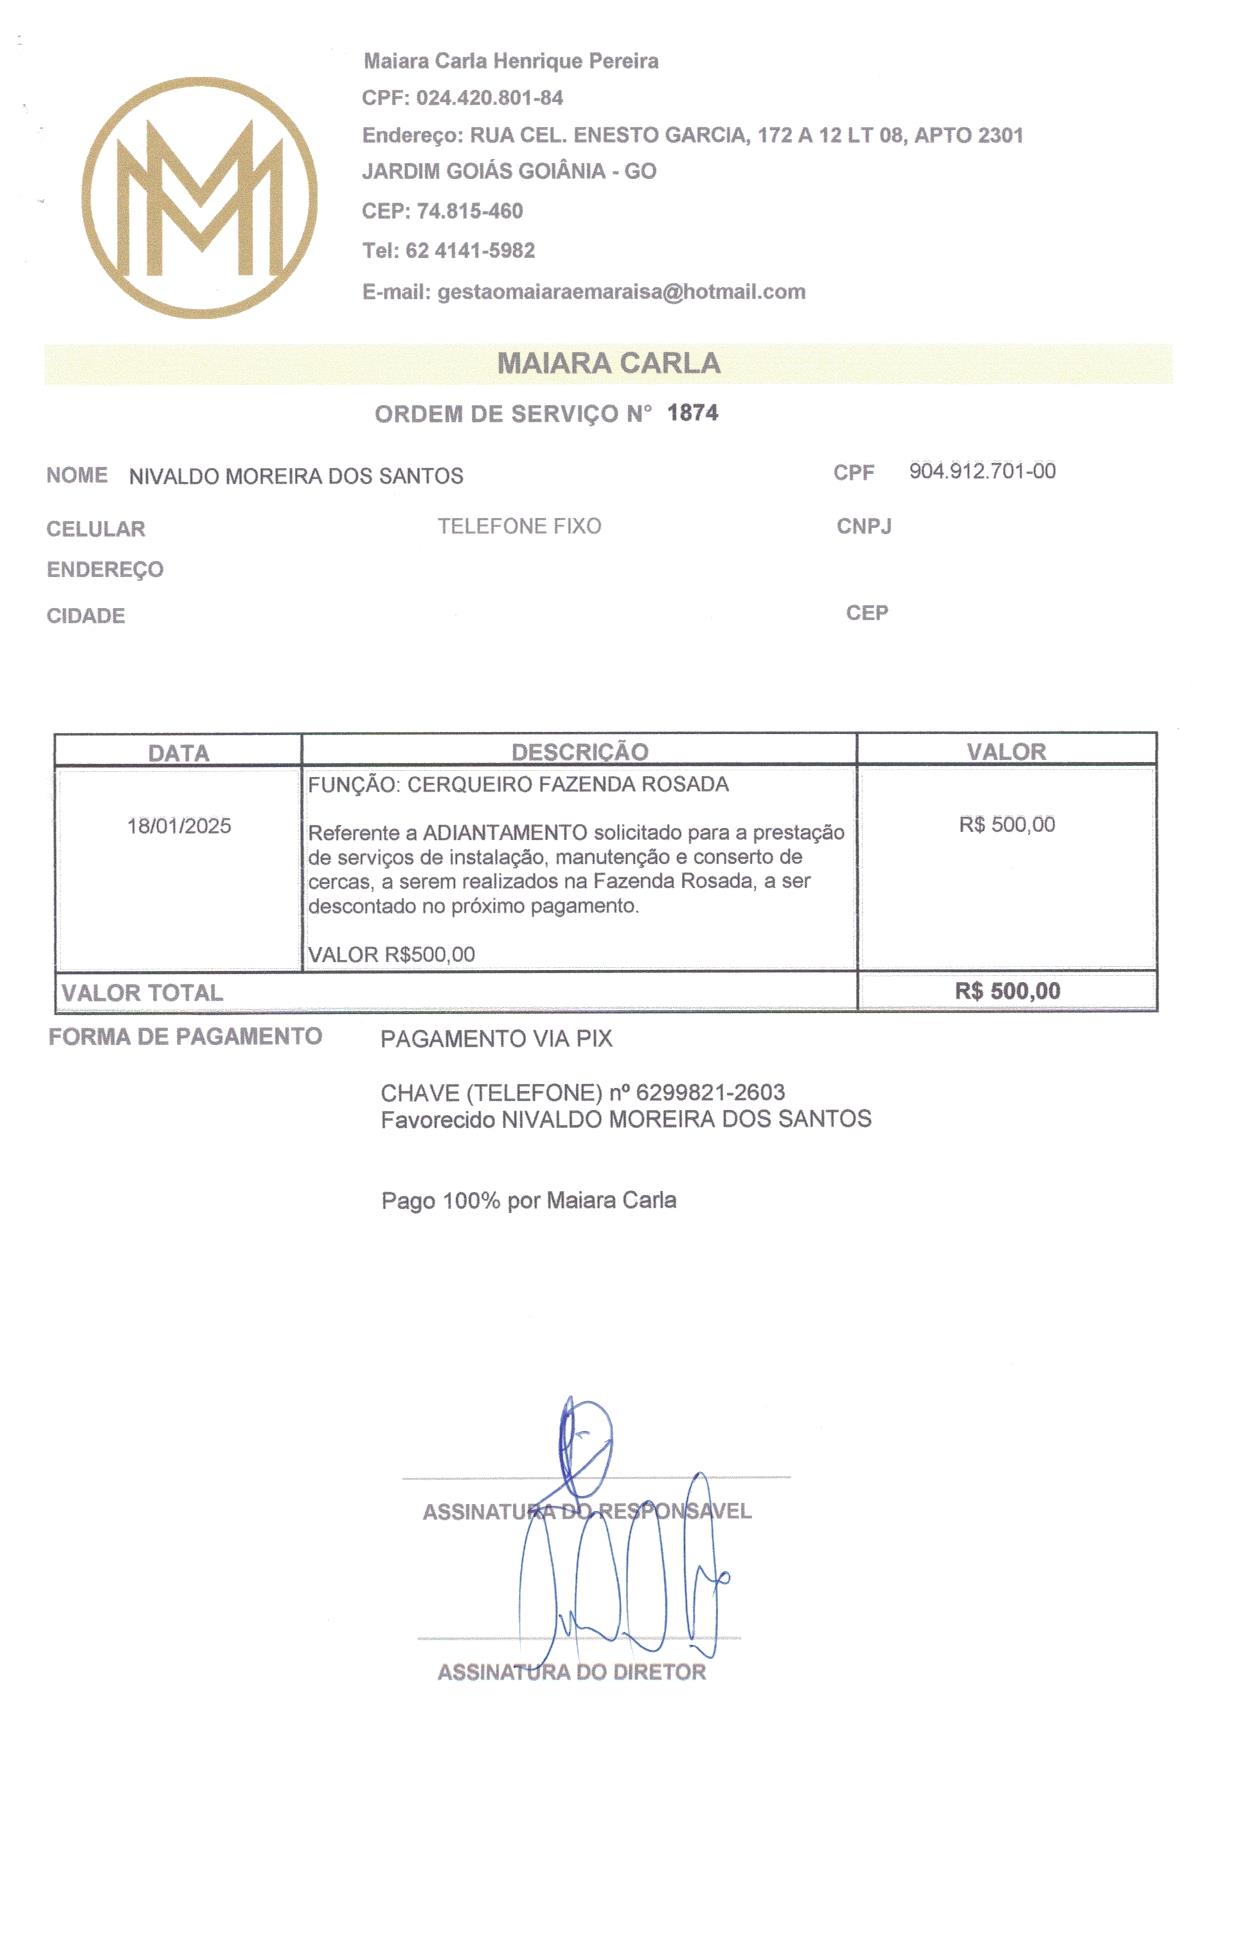 Maiara Carla Henrique Pereira
CPF: 024.420.801-84
Endereço: RUA CEL. ENESTO GARCIA, 172 A 12 LT 08, APTO 2301
JARDIM GOIÁS GOIÂNIA - GO
CEP: 74.815-460
Tel: 62 4141-5982
E-mail: gestaomaiaraemaraisa@hotmail.com
MAIARA CARLA
ORDEM DE SERVIÇO N° 1874
NOME NIVALDO MOREIRA DOS SANTOS CPF 904.912.701-00
CELULAR TELEFONE FIXO CNPJ
ENDEREÇO
CIDADE CEP
DATA DESCRIÇÃO VALOR
FUNÇÃO: CERQUEIRO FAZENDA ROSADA
18/01/2025 R$ 500,00
Referente a ADIANTAMENTO solicitado para a prestação
de serviços de instalação, manutenção e conserto de
cercas, a serem realizados na Fazenda Rosada, a ser
descontado no próximo pagamento.
VALOR R$500,00
VALOR TOTAL R$ 500,00
FORMA DE PAGAMENTO PAGAMENTO VIA PIX
CHAVE (TELEFONE) nº 6299821-2603
Favorecido NIVALDO MOREIRA DOS SANTOS
Pago 100% por Maiara Carla
ASSINATURA DO RESPONSAVEL
ASSINATURA DO DIRETOR